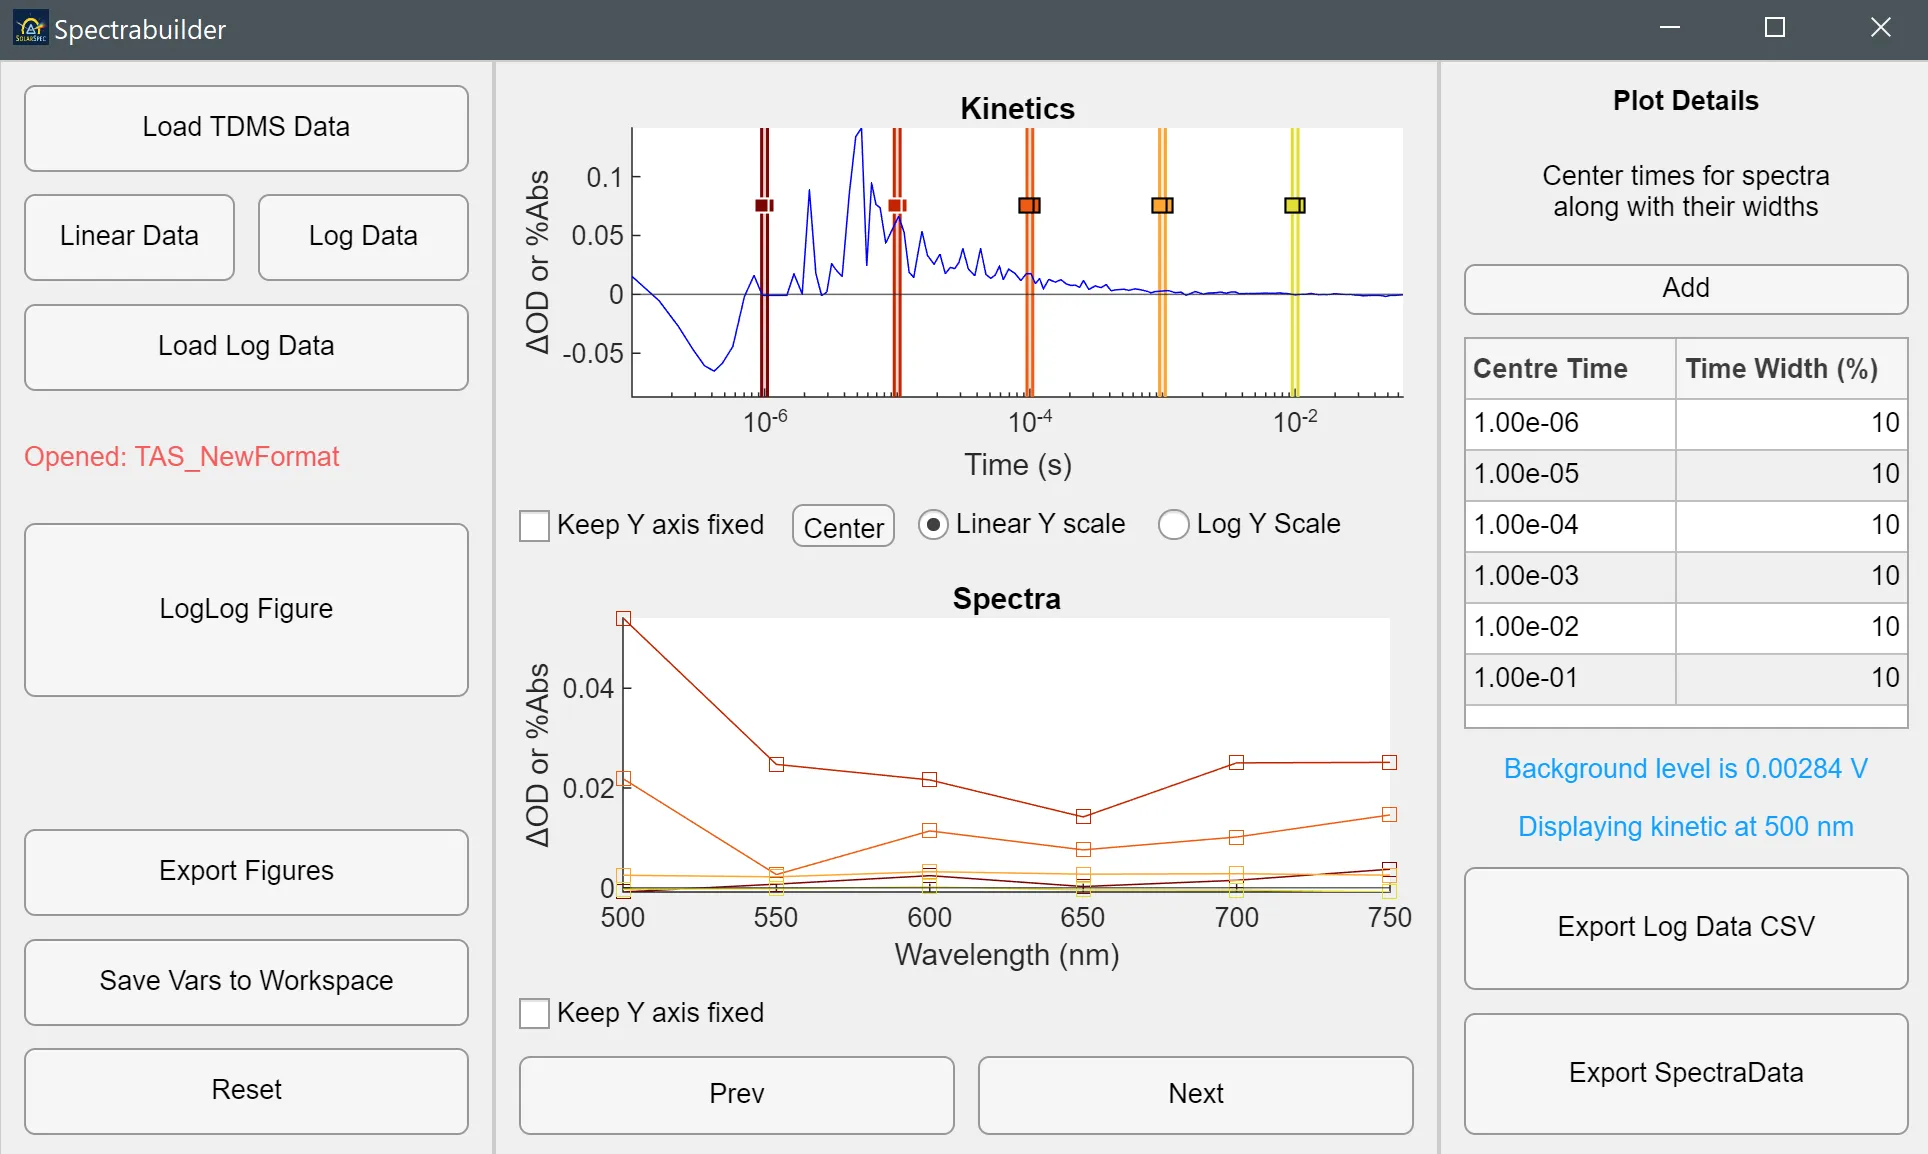 SOLARSPEC
Spectrabuilder
Load TDMS Data
Linear Data
Log Data
Load Log Data
Opened: TAS_NewFormat
LogLog Figure
Export Figures
Save Vars to Workspace
Reset
Kinetics
ΔOD or %Abs
0.1
0.05
0
-0.05
10-6
10-4
10-2
Time (s)
Keep Y axis fixed
Center
Linear Y scale
Log Y Scale
Spectra
ΔOD or %Abs
0.04
0.02
0
500 550 600 650 700 750
Wavelength (nm)
Keep Y axis fixed
Prev
Next
Plot Details
Center times for spectra
along with their widths
Add
Centre Time Time Width (%)
1.00e-06 10
1.00e-05 10
1.00e-04 10
1.00e-03 10
1.00e-02 10
1.00e-01 10
Background level is 0.00284 V
Displaying kinetic at 500 nm
Export Log Data CSV
Export SpectraData